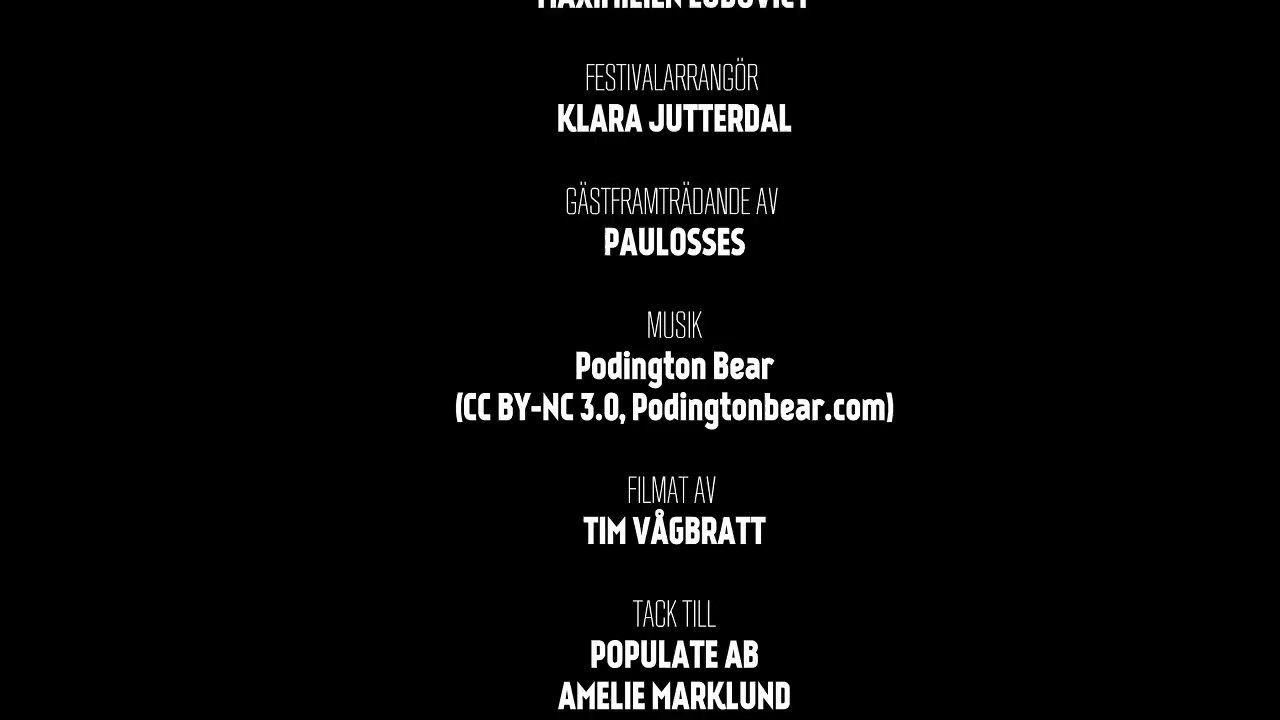 FESTIVALARRANGÖR
KLARA JUTTERDAL
GÄSTFRAMTRÄDANDE AV
PAULOSSES
MUSIK
Podington Bear
(CC BY-NC 3.0, Podingtonbear.com)
FILMAT AV
TIM VÅGBRATT
TACK TILL
POPULATE AB
AMELIE MARKLUND